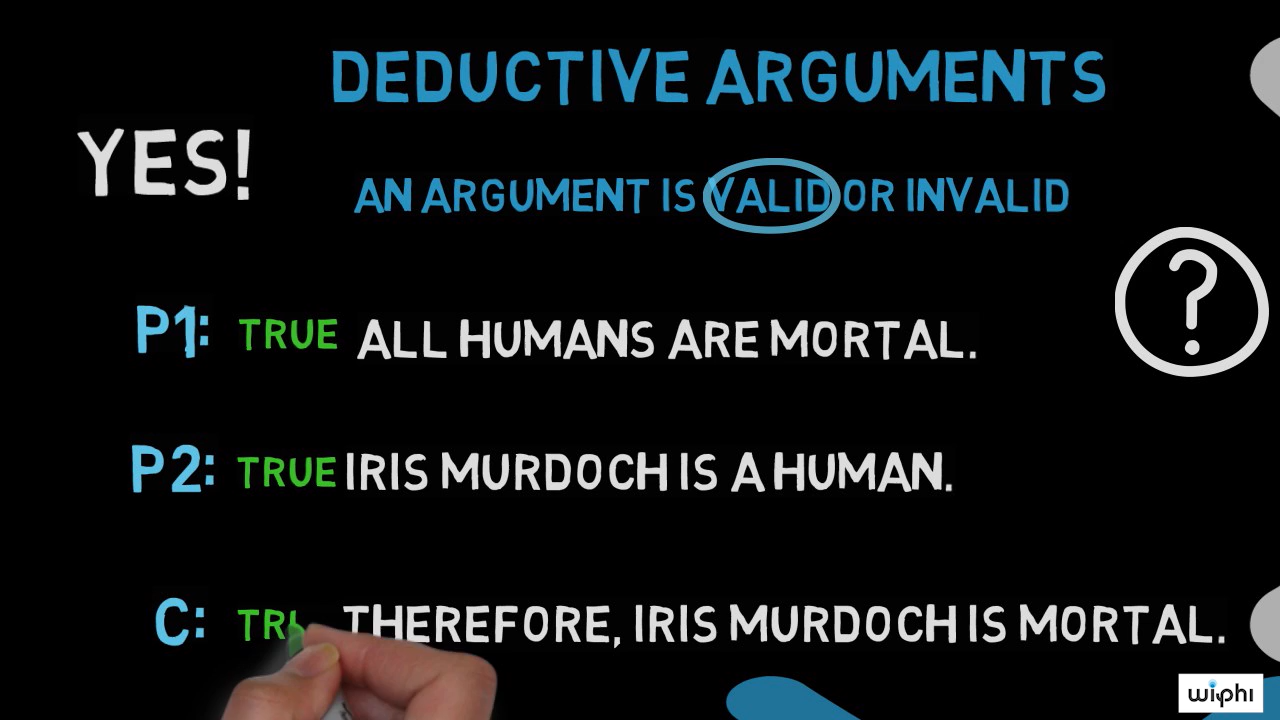 DEDUCTIVE ARGUMENTS
YES!
AN ARGUMENT IS VALID OR INVALID
?
P1: TRUE ALL HUMANS ARE MORTAL.
P2: TRUE IRIS MURDOCH IS A HUMAN.
C: THEREFORE, IRIS MURDOCH IS MORTAL.
wiphi